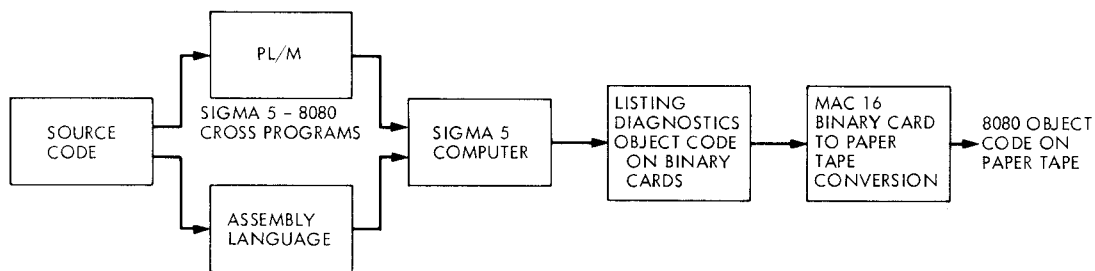 PL/M
SIGMA 5 - 8080
CROSS PROGRAMS
SOURCE
CODE
ASSEMBLY
LANGUAGE
SIGMA 5
COMPUTER
LISTING
DIAGNOSTICS
OBJECT CODE
ON BINARY
CARDS
MAC 16
BINARY CARD
TO PAPER
TAPE
CONVERSION
8080 OBJECT
CODE ON
PAPER TAPE